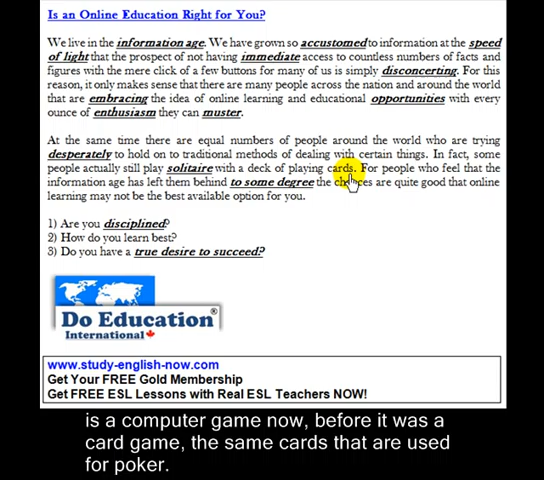 Is an Online Education Right for You?
We live in the information age. We have grown so accustomed to information at the speed
of light that the prospect of not having immediate access to countless numbers of facts and
figures with the mere click of a few buttons for many of us is simply disconcerting. For this
reason, it only makes sense that there are many people across the nation and around the world
that are embracing the idea of online learning and educational opportunities with every
ounce of enthusiasm they can muster.
At the same time there are equal numbers of people around the world who are trying
desperately to hold on to traditional methods of dealing with certain things. In fact, some
people actually still play solitaire with a deck of playing cards. For people who feel that the
information age has left them behind to some degree the chances are quite good that online
learning may not be the best available option for you.
1) Are you disciplined?
2) How do you learn best?
3) Do you have a true desire to succeed?
Do Education®
International
www.study-english-now.com
Get Your FREE Gold Membership
Get FREE ESL Lessons with Real ESL Teachers NOW!
is a computer game now, before it was a
card game, the same cards that are used
for poker.